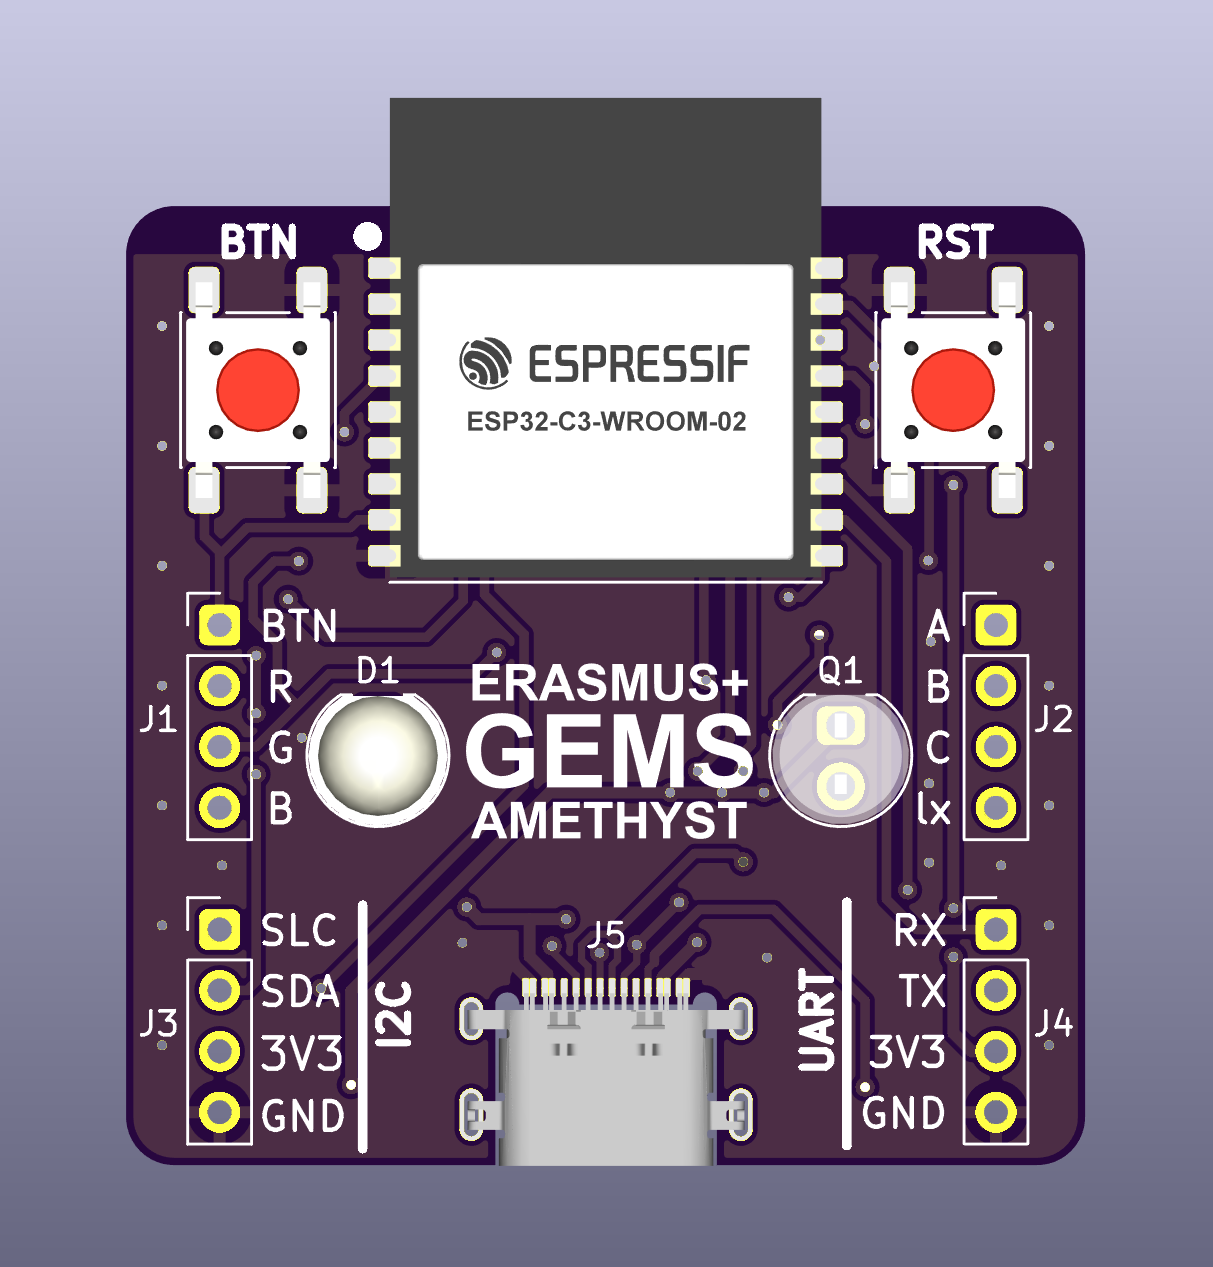 BTN
RST
ESPRESSIF
ESP32-C3-WROOM-02
BTN
R
G
B
J1
D1
ERASMUS+
GEMS
AMETHYST
Q1
A
B
C
lx
J2
SLC
SDA
3V3
GND
J3
I2C
J5
UART
RX
TX
3V3
GND
J4